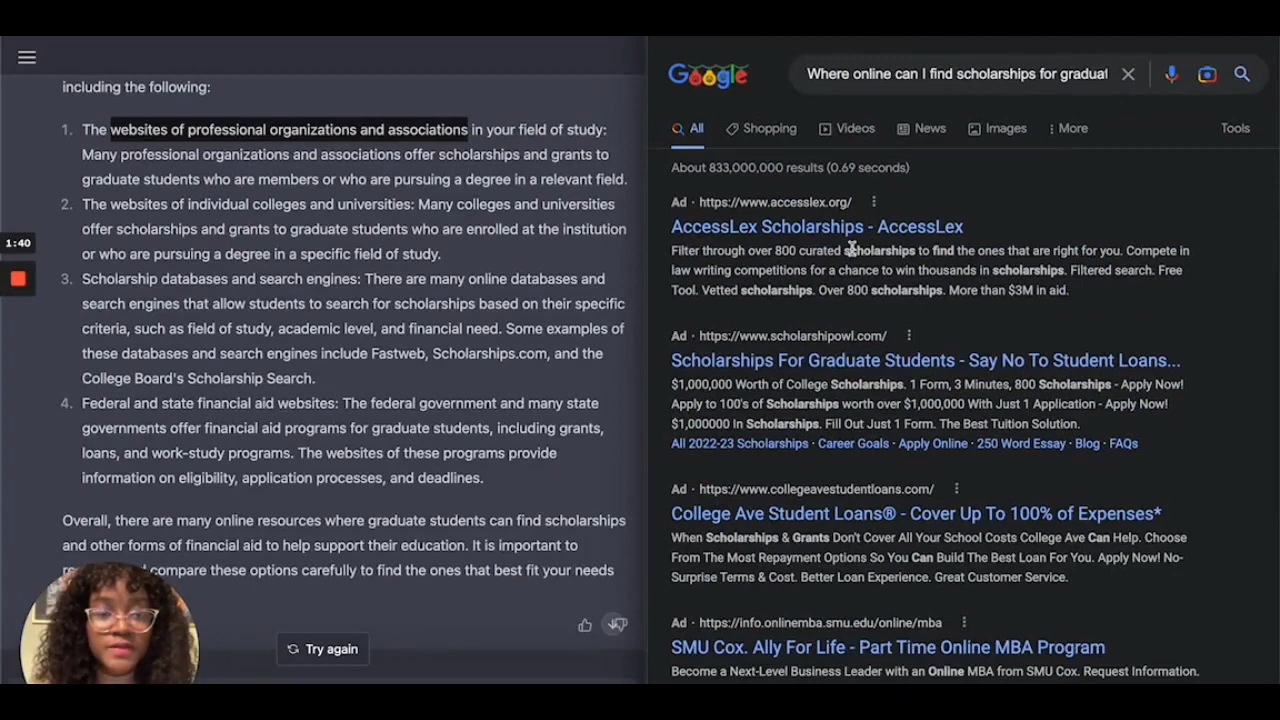 including the following:
1. The websites of professional organizations and associations in your field of study:
Many professional organizations and associations offer scholarships and grants to
graduate students who are members or who are pursuing a degree in a relevant field.
2. The websites of individual colleges and universities: Many colleges and universities
offer scholarships and grants to graduate students who are enrolled at the institution
or who are pursuing a degree in a specific field of study.
3. Scholarship databases and search engines: There are many online databases and
search engines that allow students to search for scholarships based on their specific
criteria, such as field of study, academic level, and financial need. Some examples of
these databases and search engines include Fastweb, Scholarships.com, and the
College Board's Scholarship Search.
4. Federal and state financial aid websites: The federal government and many state
governments offer financial aid programs for graduate students, including grants,
loans, and work-study programs. The websites of these programs provide
information on eligibility, application processes, and deadlines.
Overall, there are many online resources where graduate students can find scholarships
and other forms of financial aid to help support their education. It is important to
compare these options carefully to find the ones that best fit your needs
Try again
1:40
Google
Where online can I find scholarships for graduat
All Shopping Videos News Images More Tools
About 833,000,000 results (0.69 seconds)
Ad · https://www.accesslex.org/
AccessLex Scholarships - AccessLex
Filter through over 800 curated scholarships to find the ones that are right for you. Compete in
law writing competitions for a chance to win thousands in scholarships. Filtered search. Free
Tool. Vetted scholarships. Over 800 scholarships. More than $3M in aid.
Ad · https://www.scholarshipowl.com/
Scholarships For Graduate Students - Say No To Student Loans...
$1,000,000 Worth of College Scholarships. 1 Form, 3 Minutes, 800 Scholarships - Apply Now!
Apply to 100's of Scholarships worth over $1,000,000 With Just 1 Application - Apply Now!
$1,000000 In Scholarships. Fill Out Just 1 Form. The Best Tuition Solution.
All 2022-23 Scholarships · Career Goals · Apply Online · 250 Word Essay · Blog · FAQs
Ad · https://www.collegeavestudentloans.com/
College Ave Student Loans® - Cover Up To 100% of Expenses*
When Scholarships & Grants Don't Cover All Your School Costs College Ave Can Help. Choose
From The Most Repayment Options So You Can Build The Best Loan For You. Apply Now! No-
Surprise Terms & Cost. Better Loan Experience. Great Customer Service.
Ad · https://info.onlinemba.smu.edu/online/mba
SMU Cox. Ally For Life - Part Time Online MBA Program
Become a Next-Level Business Leader with an Online MBA from SMU Cox. Request Information.